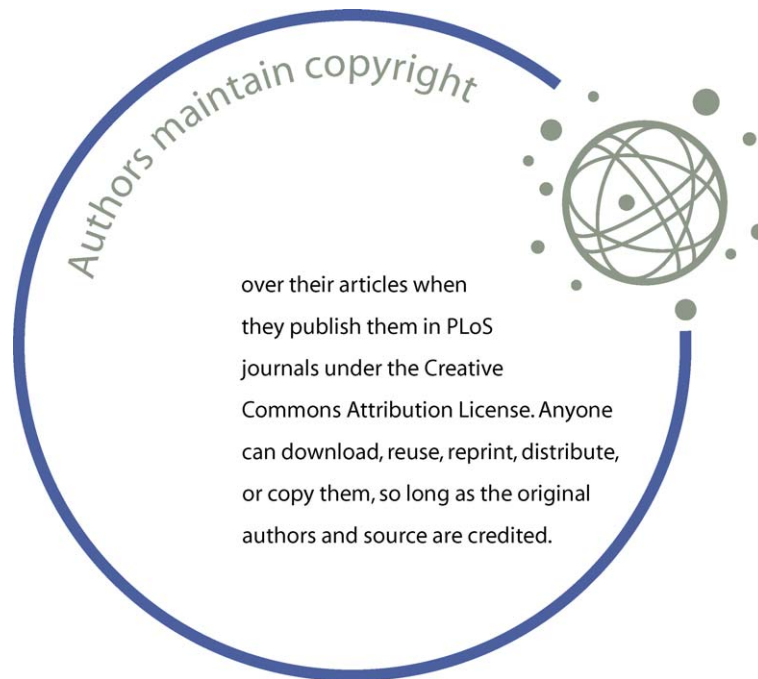 Authors maintain copyright
over their articles when
they publish them in PLoS
journals under the Creative
Commons Attribution License. Anyone
can download, reuse, reprint, distribute,
or copy them, so long as the original
authors and source are credited.